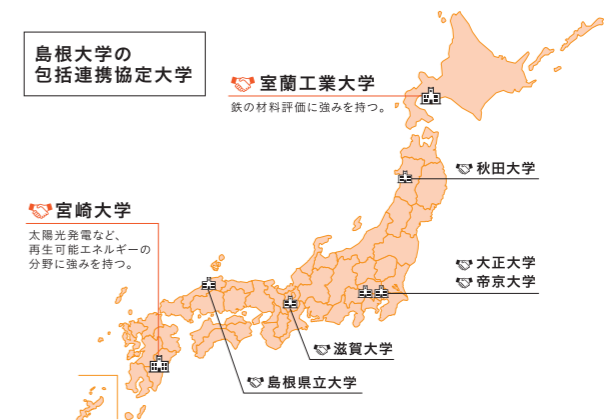 島根大学の
包括連携協定大学
室蘭工業大学
鉄の材料評価に強みを持つ。
秋田大学
宮崎大学
太陽光発電など、
再生可能エネルギーの
分野に強みを持つ。
大正大学
帝京大学
滋賀大学
島根県立大学